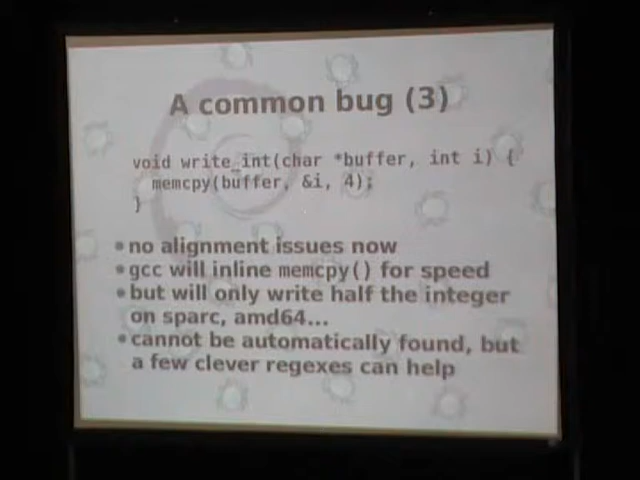 A common bug (3)
void write_int(char *buffer, int i) {
memcpy(buffer, &i, 4);
}
• no alignment issues now
• gcc will inline memcpy() for speed
• but will only write half the integer
on sparc, amd64...
• cannot be automatically found, but
a few clever regexes can help